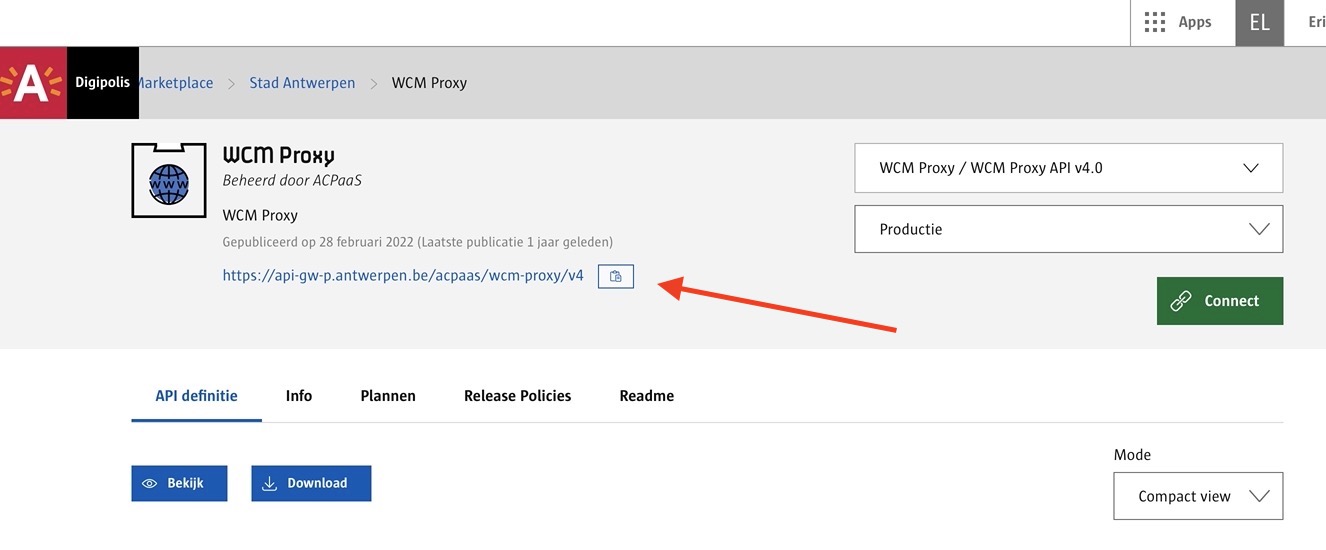 Apps
EL
Eri
A
Digipolis
Marketplace > Stad Antwerpen > WCM Proxy
www
WCM Proxy
Beheerd door ACPaaS
WCM Proxy
Gepubliceerd op 28 februari 2022 (Laatste publicatie 1 jaar geleden)
https://api-gw-p.antwerpen.be/acpaas/wcm-proxy/v4
WCM Proxy / WCM Proxy API v4.0
Productie
Connect
API definitie
Info
Plannen
Release Policies
Readme
Mode
Bekijk
Download
Compact view